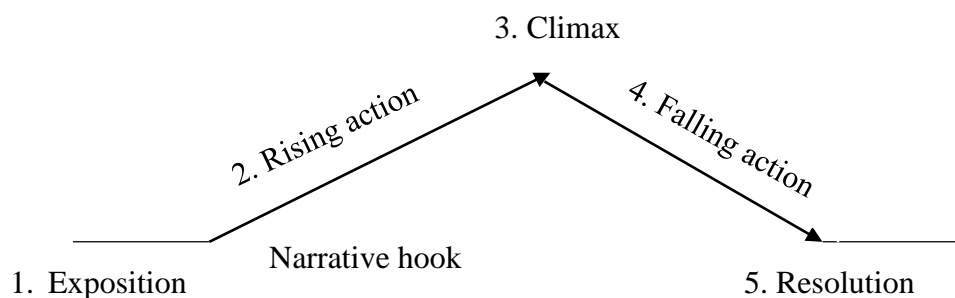 3. Climax
2. Rising action
4. Falling action
Narrative hook
1. Exposition
5. Resolution